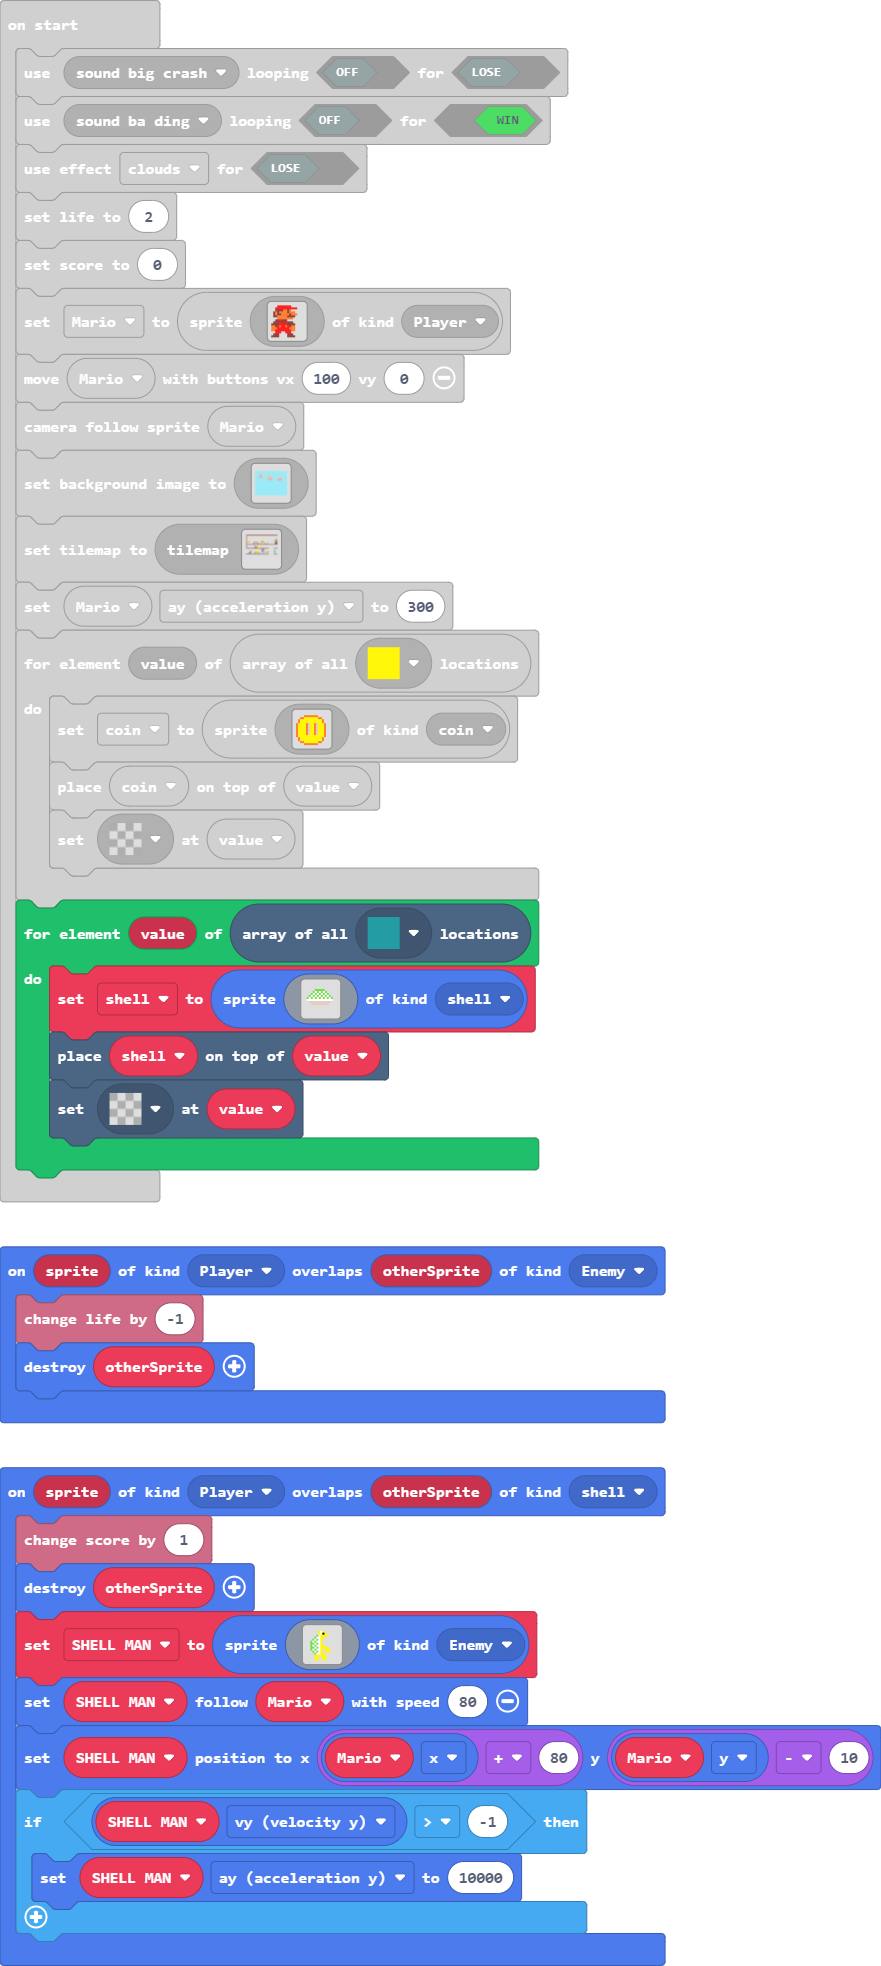 on start
use sound big crash looping OFF for LOSE
use sound ba ding looping OFF for WIN
use effect clouds for LOSE
set life to 2
set score to 0
set Mario to sprite of kind Player
move Mario with buttons vx 100 vy 0
camera follow sprite Mario
set background image to
set tilemap to tilemap
set Mario ay (acceleration y) to 300
for element value of array of all locations
do
set coin to sprite of kind coin
place coin on top of value
set at value
for element value of array of all locations
do
set shell to sprite of kind shell
place shell on top of value
set at value
on sprite of kind Player overlaps otherSprite of kind Enemy
change life by -1
destroy otherSprite
on sprite of kind Player overlaps otherSprite of kind shell
change score by 1
destroy otherSprite
set SHELL MAN to sprite of kind Enemy
set SHELL MAN follow Mario with speed 80
set SHELL MAN position to x Mario x + 80 y Mario y - 10
if SHELL MAN vy (velocity y) > -1 then
set SHELL MAN ay (acceleration y) to 10000